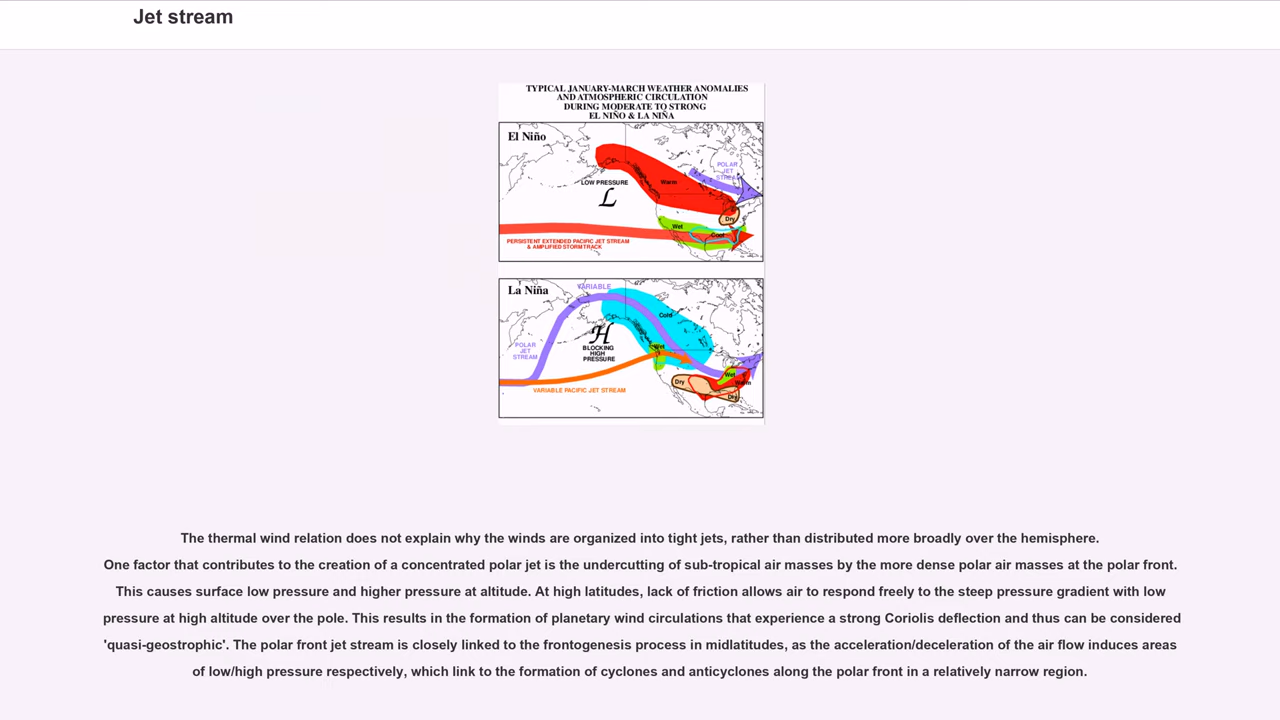 Jet stream
TYPICAL JANUARY-MARCH WEATHER ANOMALIES
AND ATMOSPHERIC CIRCULATION
DURING MODERATE TO STRONG
EL NIÑO & LA NIÑA
El Niño
POLAR
JET
STREAM
LOW PRESSURE
L
Warm
Dry
Wet
Cool
PERSISTENT EXTENDED PACIFIC JET STREAM
& AMPLIFIED STORM TRACK
La Niña
VARIABLE
Cold
H
BLOCKING
HIGH
PRESSURE
Wet
POLAR
JET
STREAM
Wet
Dry
Warm
VARIABLE PACIFIC JET STREAM
Dry
The thermal wind relation does not explain why the winds are organized into tight jets, rather than distributed more broadly over the hemisphere.
One factor that contributes to the creation of a concentrated polar jet is the undercutting of sub-tropical air masses by the more dense polar air masses at the polar front.
This causes surface low pressure and higher pressure at altitude. At high latitudes, lack of friction allows air to respond freely to the steep pressure gradient with low
pressure at high altitude over the pole. This results in the formation of planetary wind circulations that experience a strong Coriolis deflection and thus can be considered
'quasi-geostrophic'. The polar front jet stream is closely linked to the frontogenesis process in midlatitudes, as the acceleration/deceleration of the air flow induces areas
of low/high pressure respectively, which link to the formation of cyclones and anticyclones along the polar front in a relatively narrow region.